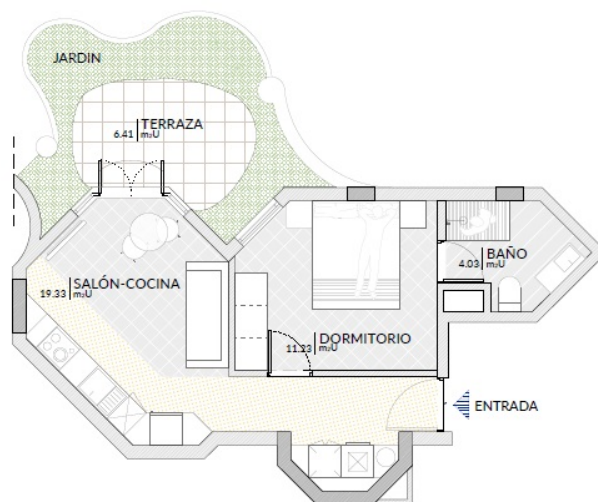 JARDIN
TERRAZA
6.41 m₂U
SALÓN-COCINA
19.33 m₂U
BAÑO
4.03 m₂U
DORMITORIO
11.23 m₂U
ENTRADA